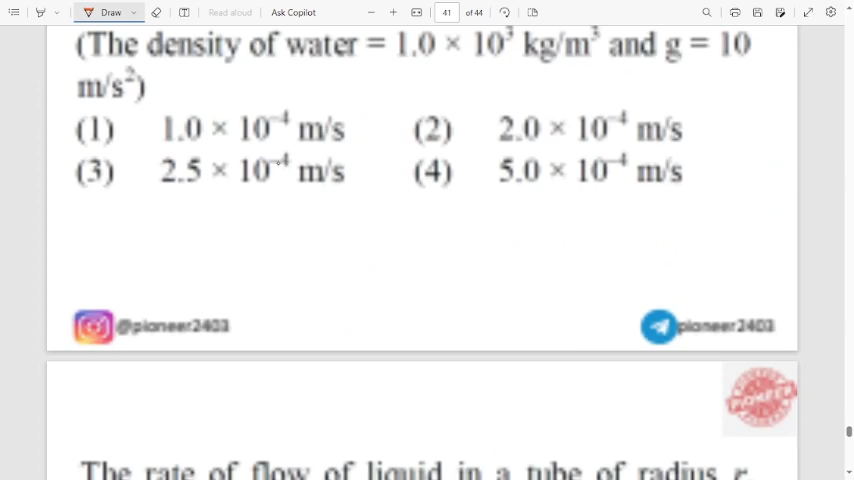 Draw
Read aloud
Ask Copilot
41
of 44
(The density of water = 1.0 × 10³ kg/m³ and g = 10
m/s²)
(1) 1.0 × 10⁻⁴ m/s (2) 2.0 × 10⁻⁴ m/s
(3) 2.5 × 10⁻⁴ m/s (4) 5.0 × 10⁻⁴ m/s
@pioneer2403
pioneer2403
PIONEER
The rate of flow of liquid in a tube of radius r